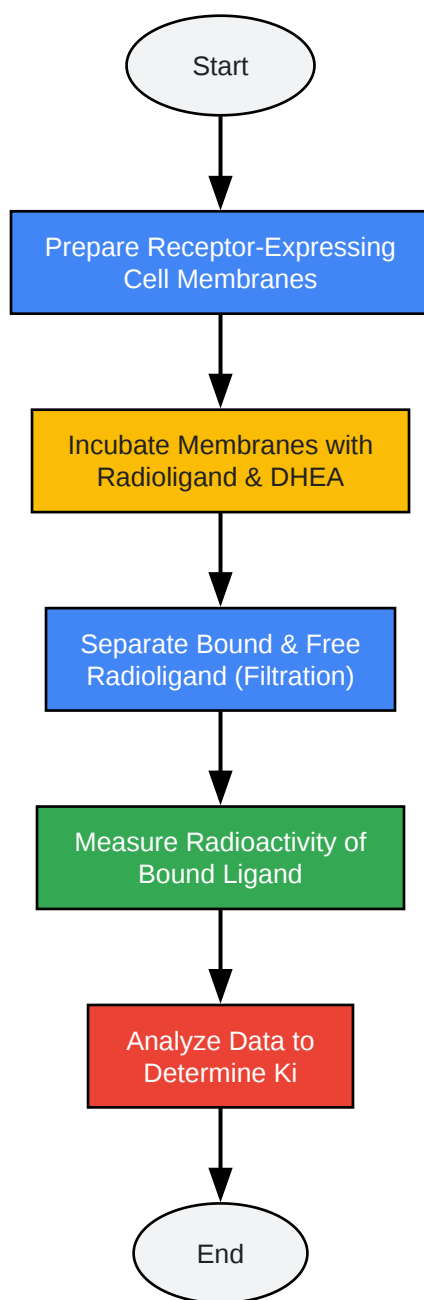 Start
Prepare Receptor-Expressing
Cell Membranes
Incubate Membranes with
Radioligand & DHEA
Separate Bound & Free
Radioligand (Filtration)
Measure Radioactivity of
Bound Ligand
Analyze Data to
Determine Ki
End